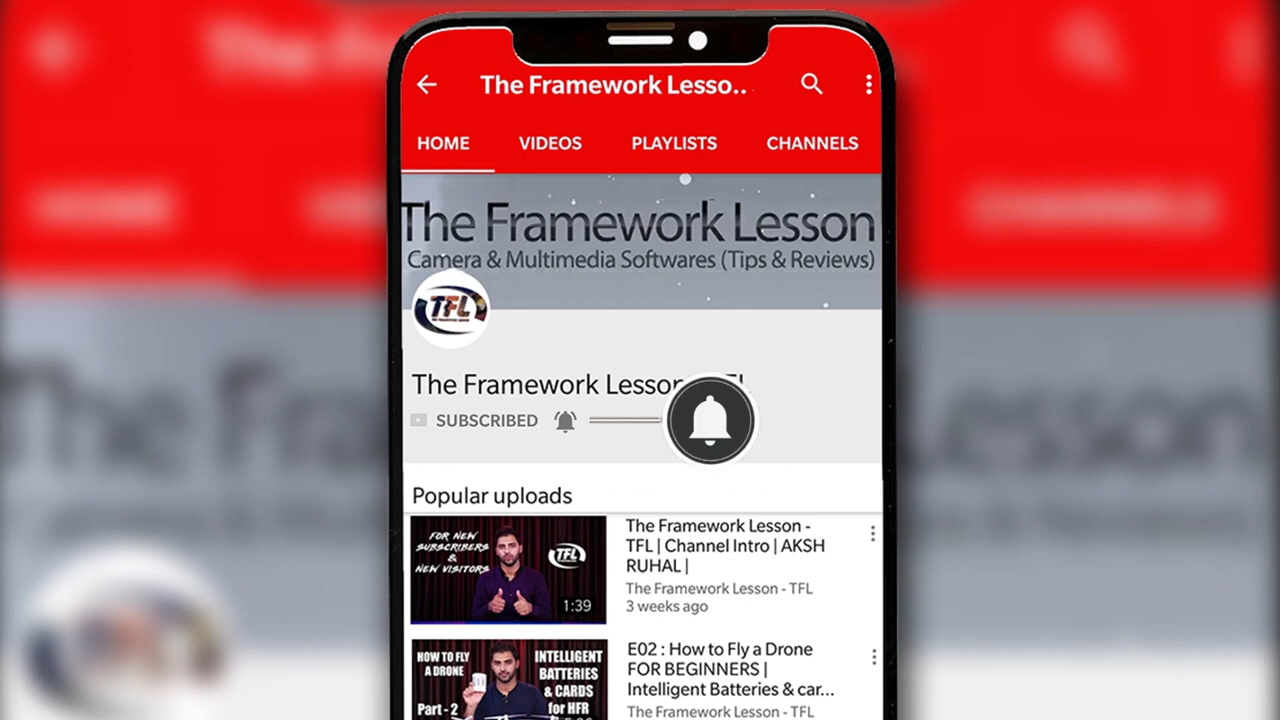 The Framework Lesso..
HOME VIDEOS PLAYLISTS CHANNELS
The Framework Lesson
Camera & Multimedia Softwares (Tips & Reviews)
TFL
The Framework Lesson
SUBSCRIBED
Popular uploads
FOR NEW
SUBSCRIBERS
&
NEW VISITORS
TFL
1:39
The Framework Lesson -
TFL | Channel Intro | AKSH
RUHAL |
The Framework Lesson - TFL
3 weeks ago
HOW TO FLY
A DRONE
Part - 2
INTELLIGENT
BATTERIES
& CARDS
for HFR
E02 : How to Fly a Drone
FOR BEGINNERS |
Intelligent Batteries & car...
The Framework Lesson - TFL